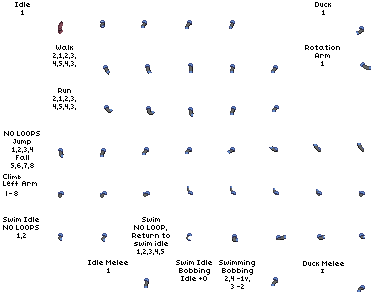 Idle
1
Duck
1
Walk
2,1,2,3,
4,5,4,3,
Rotation
Arm
1
Run
2,1,2,3,
4,5,4,3,
NO LOOPS
Jump
1,2,3,4
Fall
5,6,7,8
Climb
Left Arm
1 - 8
Swim Idle
NO LOOPS
1,2
Swim
NO LOOP,
Return to
swim idle
1,2,3,4,5
Swim Idle
Bobbing
Idle +0
Swimming
Bobbing
2,4 -1v,
3 -2
Idle Melee
1
Duck Melee
1